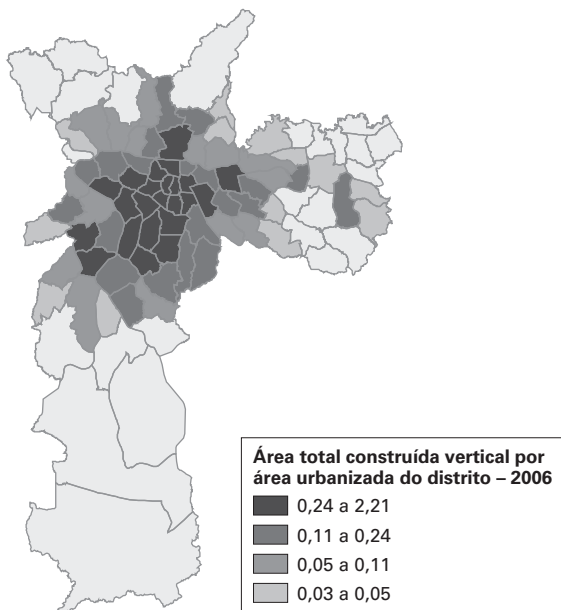 Área total construída vertical por
área urbanizada do distrito – 2006
0,24 a 2,21
0,11 a 0,24
0,05 a 0,11
0,03 a 0,05